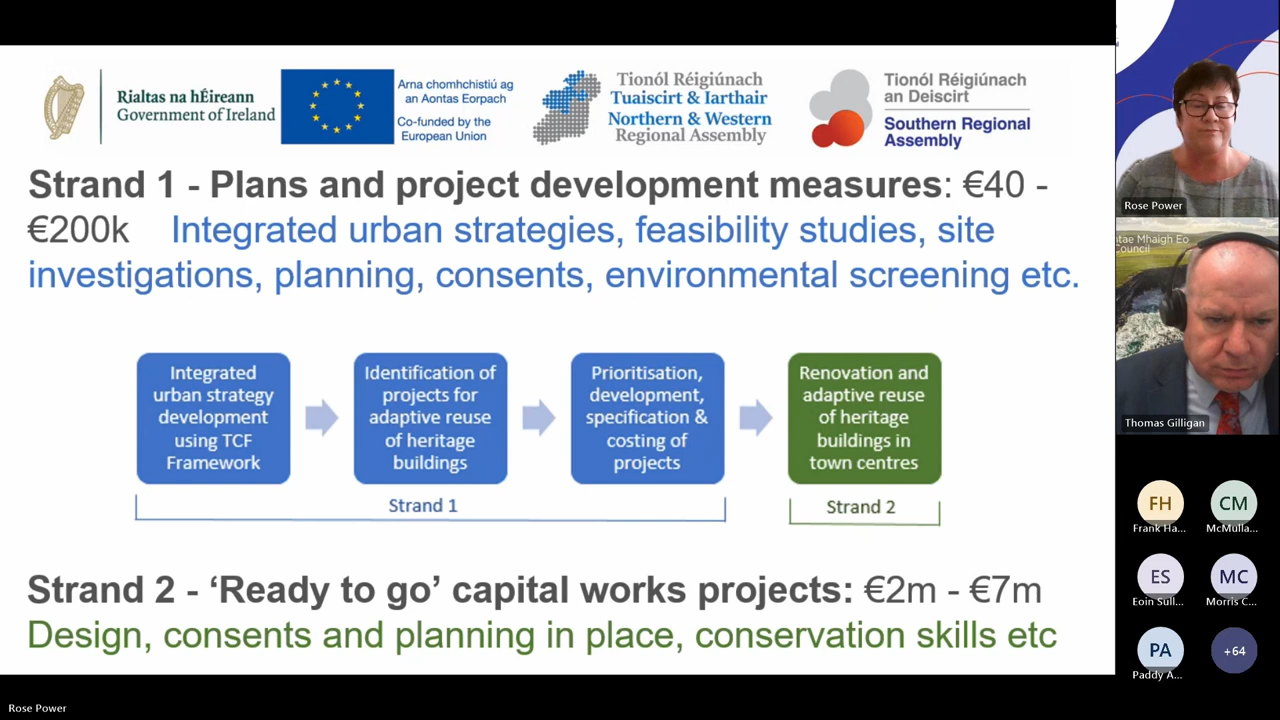 Rialtas na hÉireann
Government of Ireland
Arna chomhchistiú ag
an Aontas Eorpach
Co-funded by the
European Union
Tionól Réigiúnach
Tuaiscirt & Iarthair
Northern & Western
Regional Assembly
Tionól Réigiúnach
an Deiscirt
Southern Regional
Assembly
Strand 1 - Plans and project development measures: €40 -
€200k Integrated urban strategies, feasibility studies, site
investigations, planning, consents, environmental screening etc.
Integrated
urban strategy
development
using TCF
Framework
Identification of
projects for
adaptive reuse
of heritage
buildings
Prioritisation,
development,
specification &
costing of
projects
Renovation and
adaptive reuse
of heritage
buildings in
town centres
Strand 1
Strand 2
Strand 2 - ‘Ready to go’ capital works projects: €2m - €7m
Design, consents and planning in place, conservation skills etc
Rose Power
ntae Mhaigh Eo
Council
Thomas Gilligan
FH
Frank Ha...
CM
McMulla...
ES
Eoin Sull...
MC
Morris C...
PA
Paddy A...
+64
Rose Power